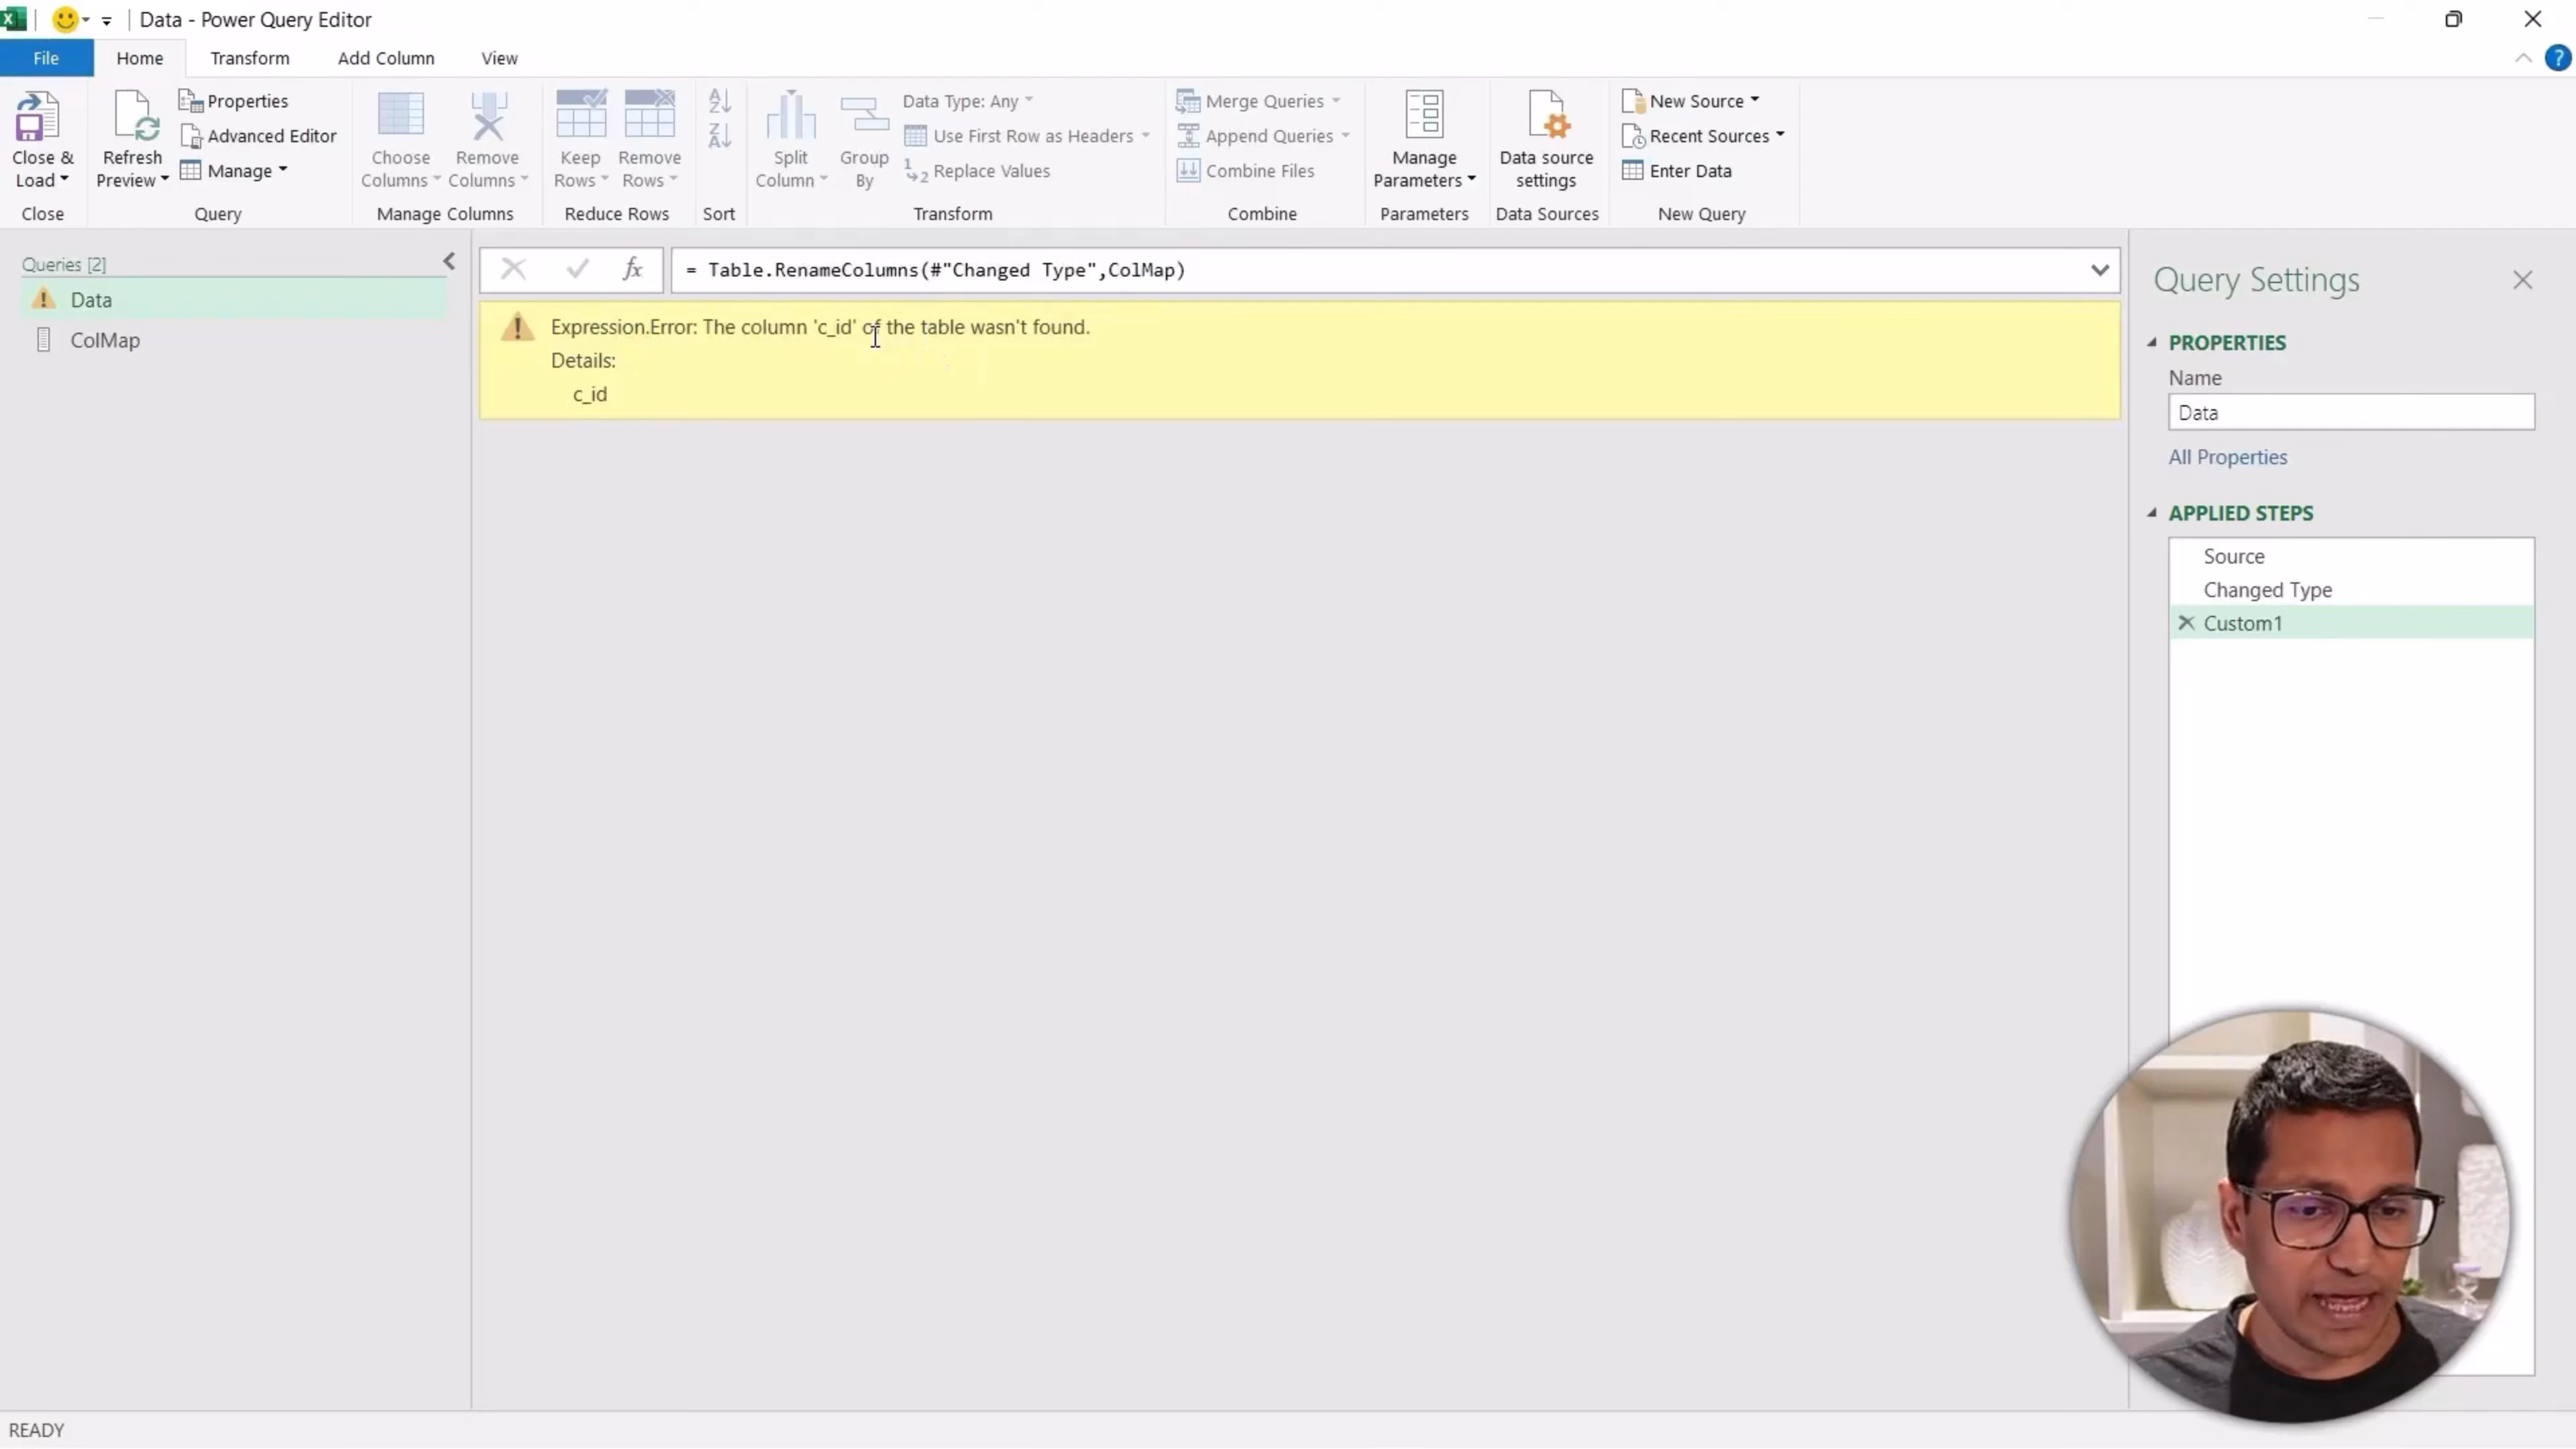 Data - Power Query Editor
File Home Transform Add Column View ?
Close & Load
Refresh Preview
Properties
Advanced Editor
Manage
Choose Columns
Remove Columns
Keep Rows
Remove Rows
A Z
Z A
Split Column
Group By
Data Type: Any
Use First Row as Headers
1 2 Replace Values
Merge Queries
Append Queries
Combine Files
Manage Parameters
Data source settings
New Source
Recent Sources
Enter Data
Close Query Manage Columns Reduce Rows Sort Transform Combine Parameters Data Sources New Query
Queries [2]
Data
ColMap
fx = Table.RenameColumns(#"Changed Type",ColMap)
Expression.Error: The column 'c_id' of the table wasn't found.
Details:
c_id
Query Settings
PROPERTIES
Name
Data
All Properties
APPLIED STEPS
Source
Changed Type
Custom1
READY